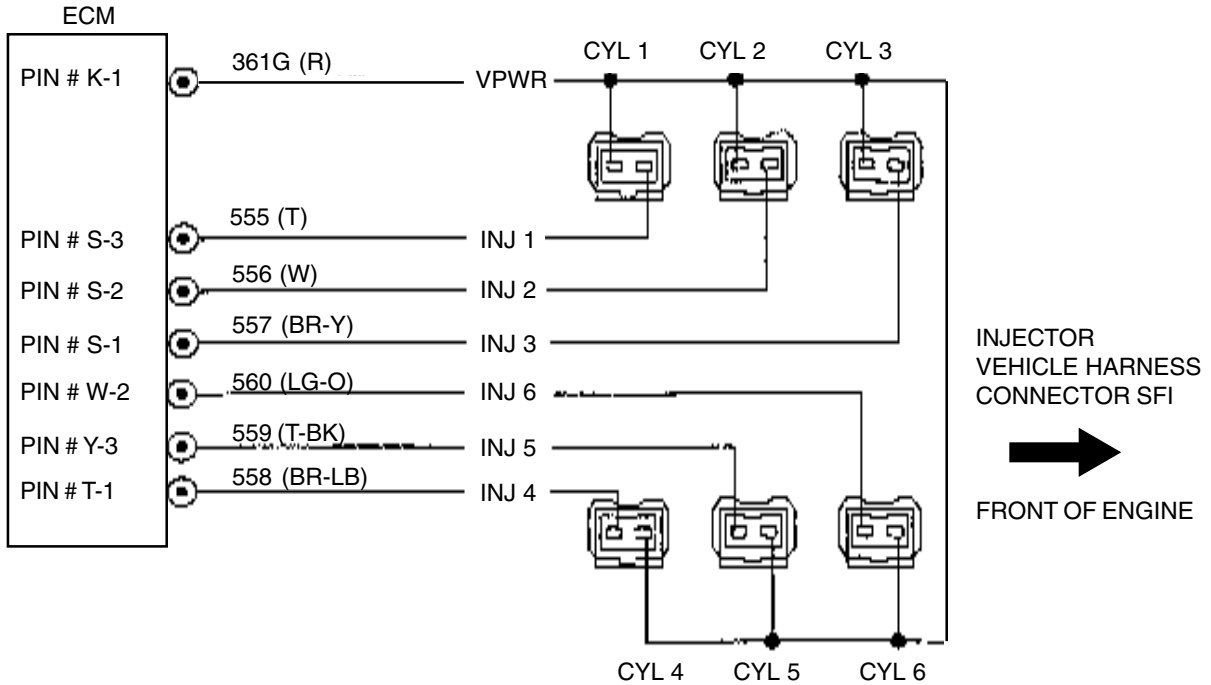 ECM
CYL 1 CYL 2 CYL 3
PIN # K-1 361G (R) VPWR
PIN # S-3 555 (T) INJ 1
PIN # S-2 556 (W) INJ 2
PIN # S-1 557 (BR-Y) INJ 3
PIN # W-2 560 (LG-O) INJ 6
PIN # Y-3 559 (T-BK) INJ 5
PIN # T-1 558 (BR-LB) INJ 4
INJECTOR
VEHICLE HARNESS
CONNECTOR SFI
FRONT OF ENGINE
CYL 4 CYL 5 CYL 6